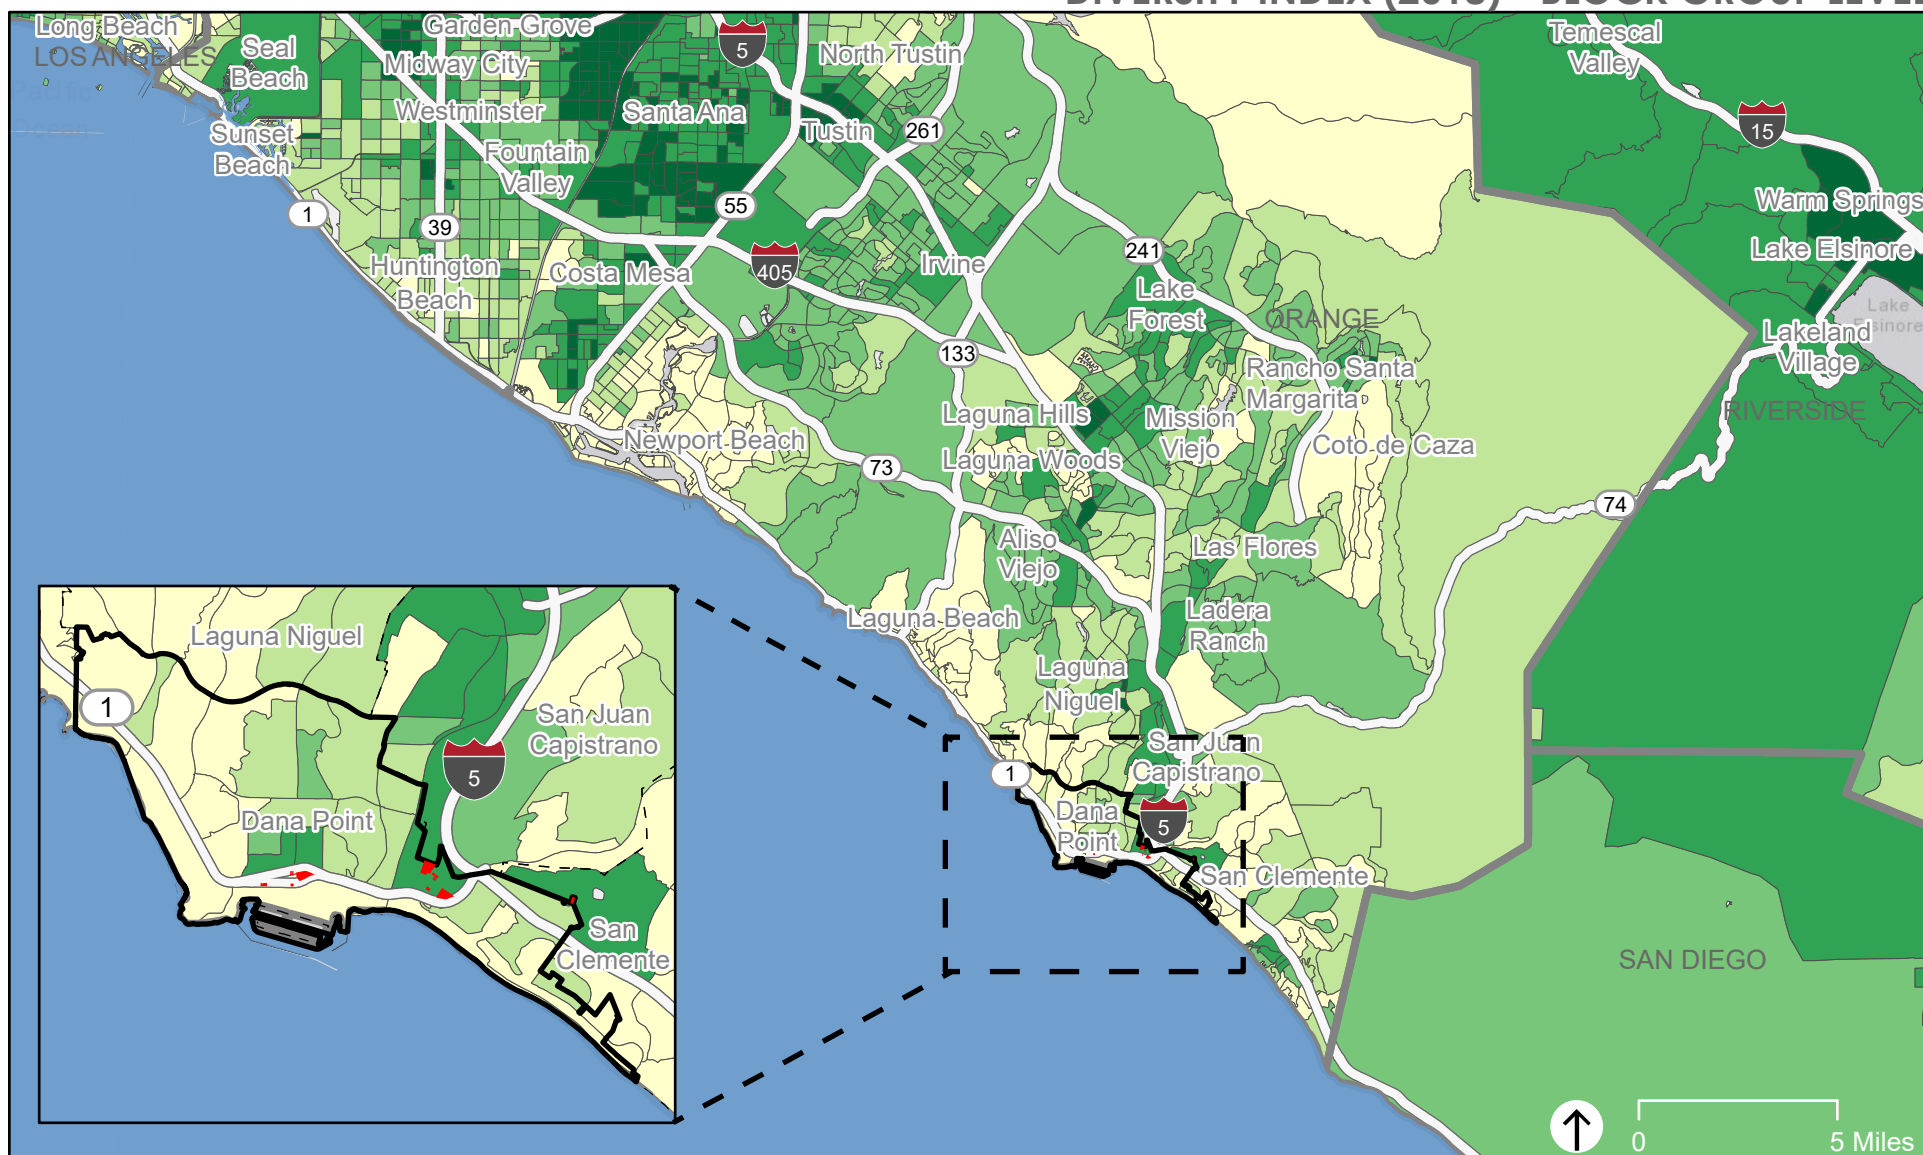 DIVERSITY INDEX (2018) - BLOCK GROUP LEVEL
Long Beach
LOS ANGELES
Seal
Beach
Garden Grove
Midway City
Westminster
5
North Tustin
Santa Ana
Tustin
261
Temescal
Valley
15
Pacific
Ocean
Sunset
Beach
Fountain
Valley
1
39
55
405
Warm Springs
Lake Elsinore
Huntington
Beach
Costa Mesa
Irvine
241
Lake
Forest
ORANGE
Lake
Elsinore
Lakeland
Village
133
Rancho Santa
Margarita
RIVERSIDE
Newport Beach
Laguna Hills
Mission
Viejo
Coto de Caza
73
Laguna Woods
74
Aliso
Viejo
Las Flores
Laguna Beach
Ladera
Ranch
Laguna
Niguel
San Juan
Capistrano
1
Dana
Point
5
San Clemente
SAN DIEGO
Laguna Niguel
1
San Juan
Capistrano
5
Dana Point
San
Clemente
0
5 Miles